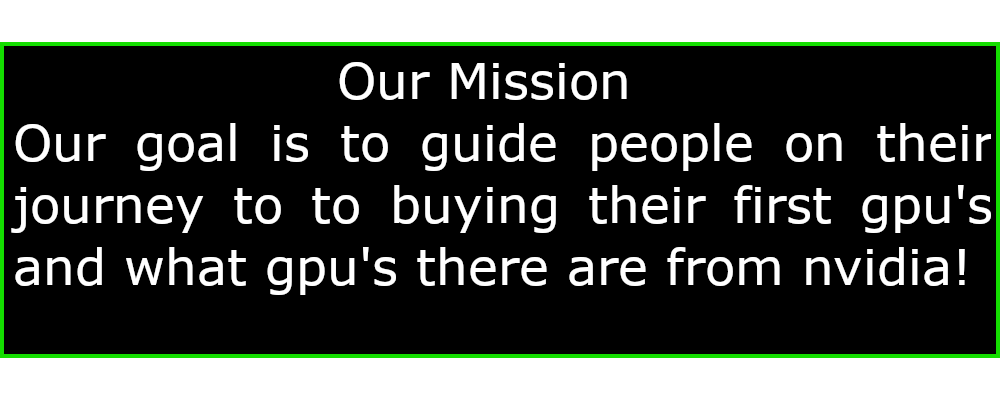 Our Mission
Our goal is to guide people on their
journey to to buying their first gpu's
and what gpu's there are from nvidia!